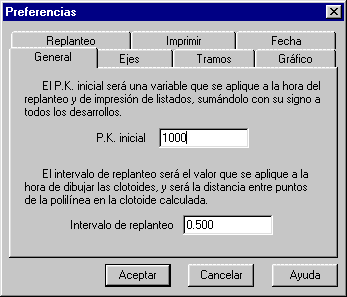 Preferencias
Replanteo Imprimir Fecha
General Ejes Tramos Gráfico
El P.K. inicial será una variable que se aplique a la hora del
replanteo y de impresión de listados, sumándolo con su signo a
todos los desarrollos.
P.K. inicial 1000
El intervalo de replanteo será el valor que se aplique a la
hora de dibujar las clotoides, y será la distancia entre puntos
de la polilínea en la clotoide calculada.
Intervalo de replanteo 0.500
Aceptar Cancelar Ayuda